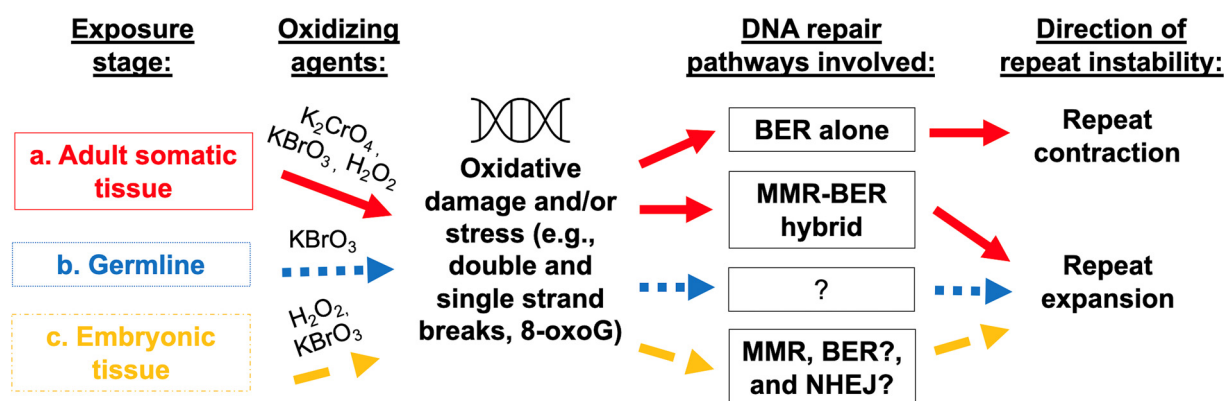 Exposure
stage:
Oxidizing
agents:
DNA repair
pathways involved:
Direction of
repeat instability:
a. Adult somatic
tissue
K₂CrO₄,
KBrO₃, H₂O₂
b. Germline
KBrO₃
c. Embryonic
tissue
H₂O₂,
KBrO₃
Oxidative
damage and/or
stress (e.g.,
double and
single strand
breaks, 8-oxoG)
BER alone
MMR-BER
hybrid
?
MMR, BER?,
and NHEJ?
Repeat
contraction
Repeat
expansion